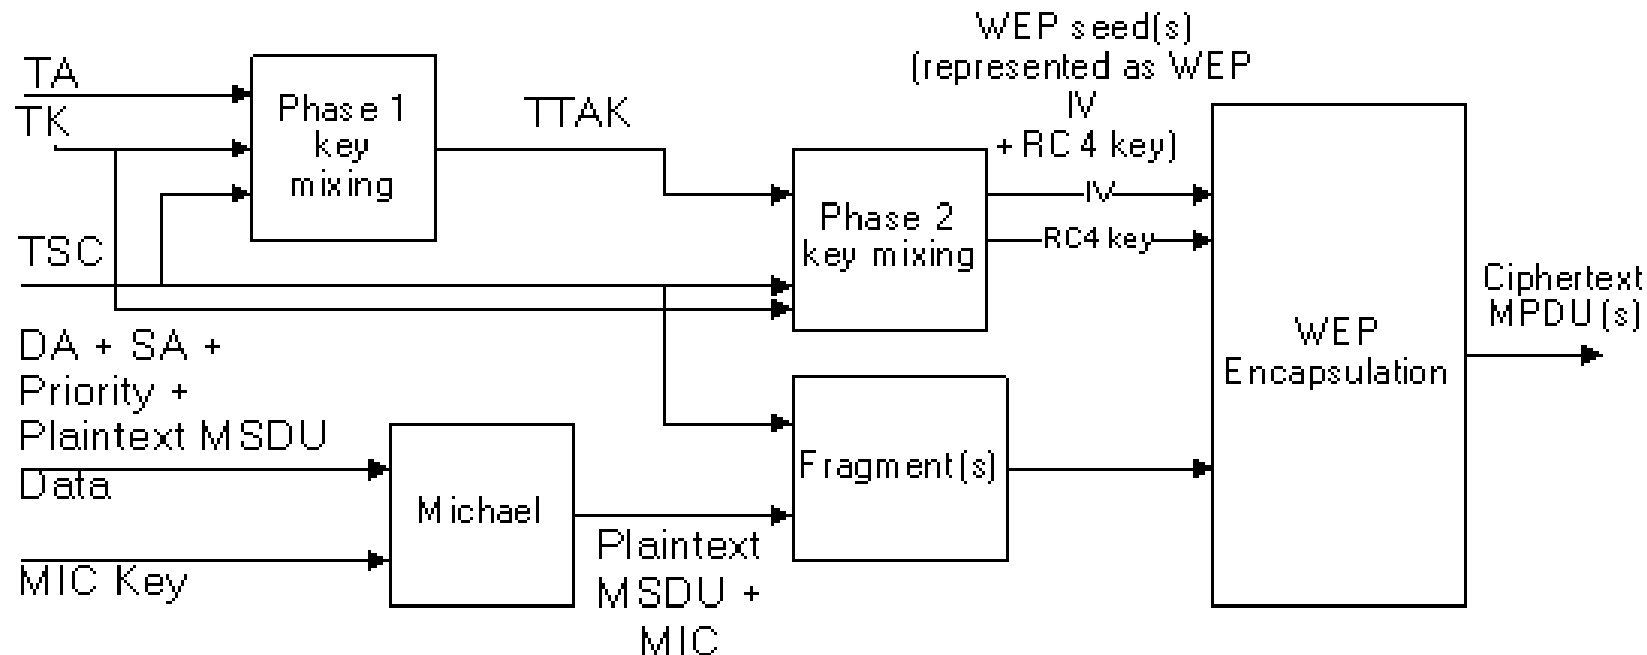 TA
TK
Phase 1
key
mixing
TTAK
WEP seed(s)
(represented as WEP
IV
+ RC4 key)
TSC
Phase 2
key mixing
IV
RC4 key
Ciphertext
MPDU(s)
WEP
Encapsulation
DA + SA +
Priority +
Plaintext MSDU
Data
Michael
Fragment(s)
MIC Key
Plaintext
MSDU +
MIC